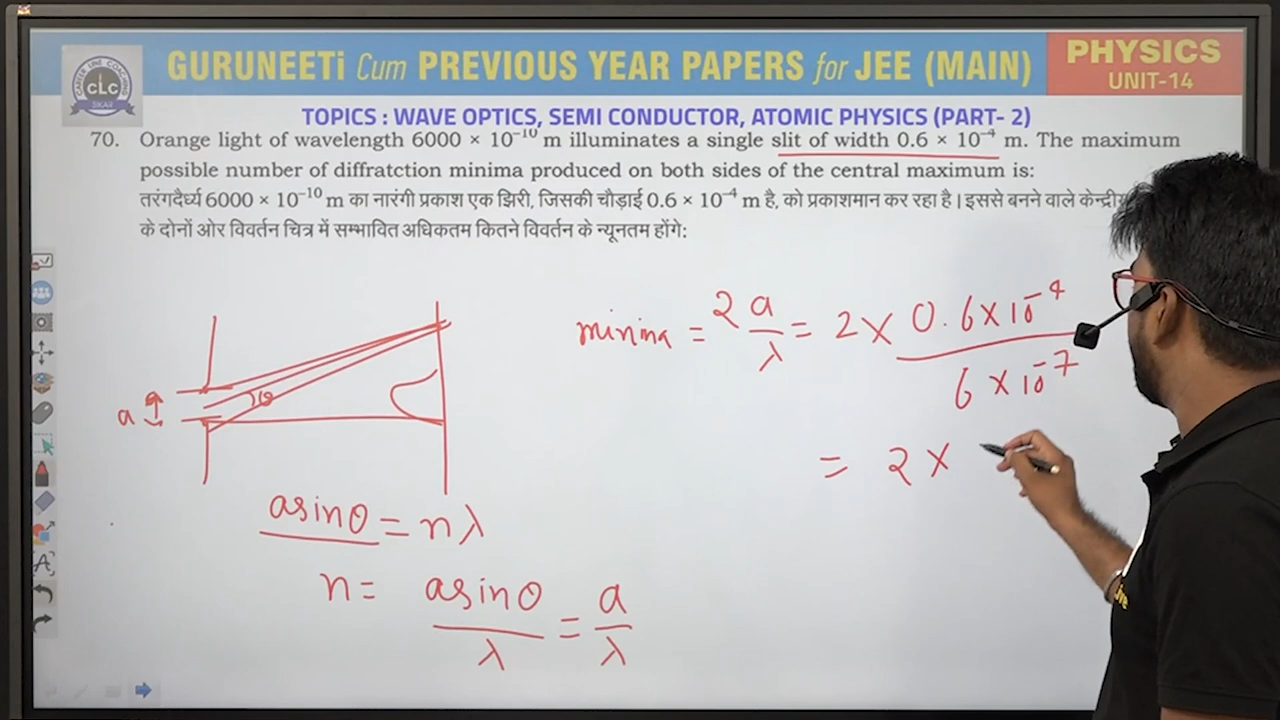 CAREER LINE COACHING
CLC
SIKAR
GURUNEETi Cum PREVIOUS YEAR PAPERS for JEE (MAIN)
PHYSICS
UNIT-14
TOPICS : WAVE OPTICS, SEMI CONDUCTOR, ATOMIC PHYSICS (PART- 2)
70. Orange light of wavelength 6000 × 10⁻¹⁰ m illuminates a single slit of width 0.6 × 10⁻⁴ m. The maximum
possible number of diffratction minima produced on both sides of the central maximum is:
तरंगदैर्ध्य 6000 × 10⁻¹⁰ m का नारंगी प्रकाश एक झिरी, जिसकी चौड़ाई 0.6 × 10⁻⁴ m है, को प्रकाशमान कर रहा है। इससे बनने वाले
के दोनों ओर विवर्तन चित्र में सम्भावित अधिकतम कितने विवर्तन के न्यूनतम होंगे:
minima = 2 a/λ = 2 × 0.6 × 10⁻⁴ / 6 × 10⁻⁷
= 2 ×
a
θ
a sin θ = nλ
n = a sin θ / λ = a / λ